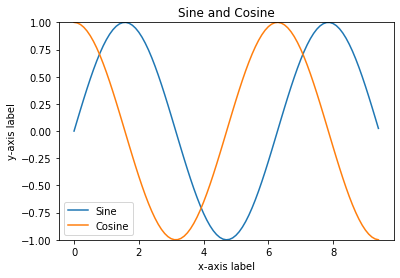 Sine and Cosine
1.00
0.75
0.50
0.25
0.00
−0.25
−0.50
−0.75
−1.00
y-axis label
Sine
Cosine
0 2 4 6 8
x-axis label